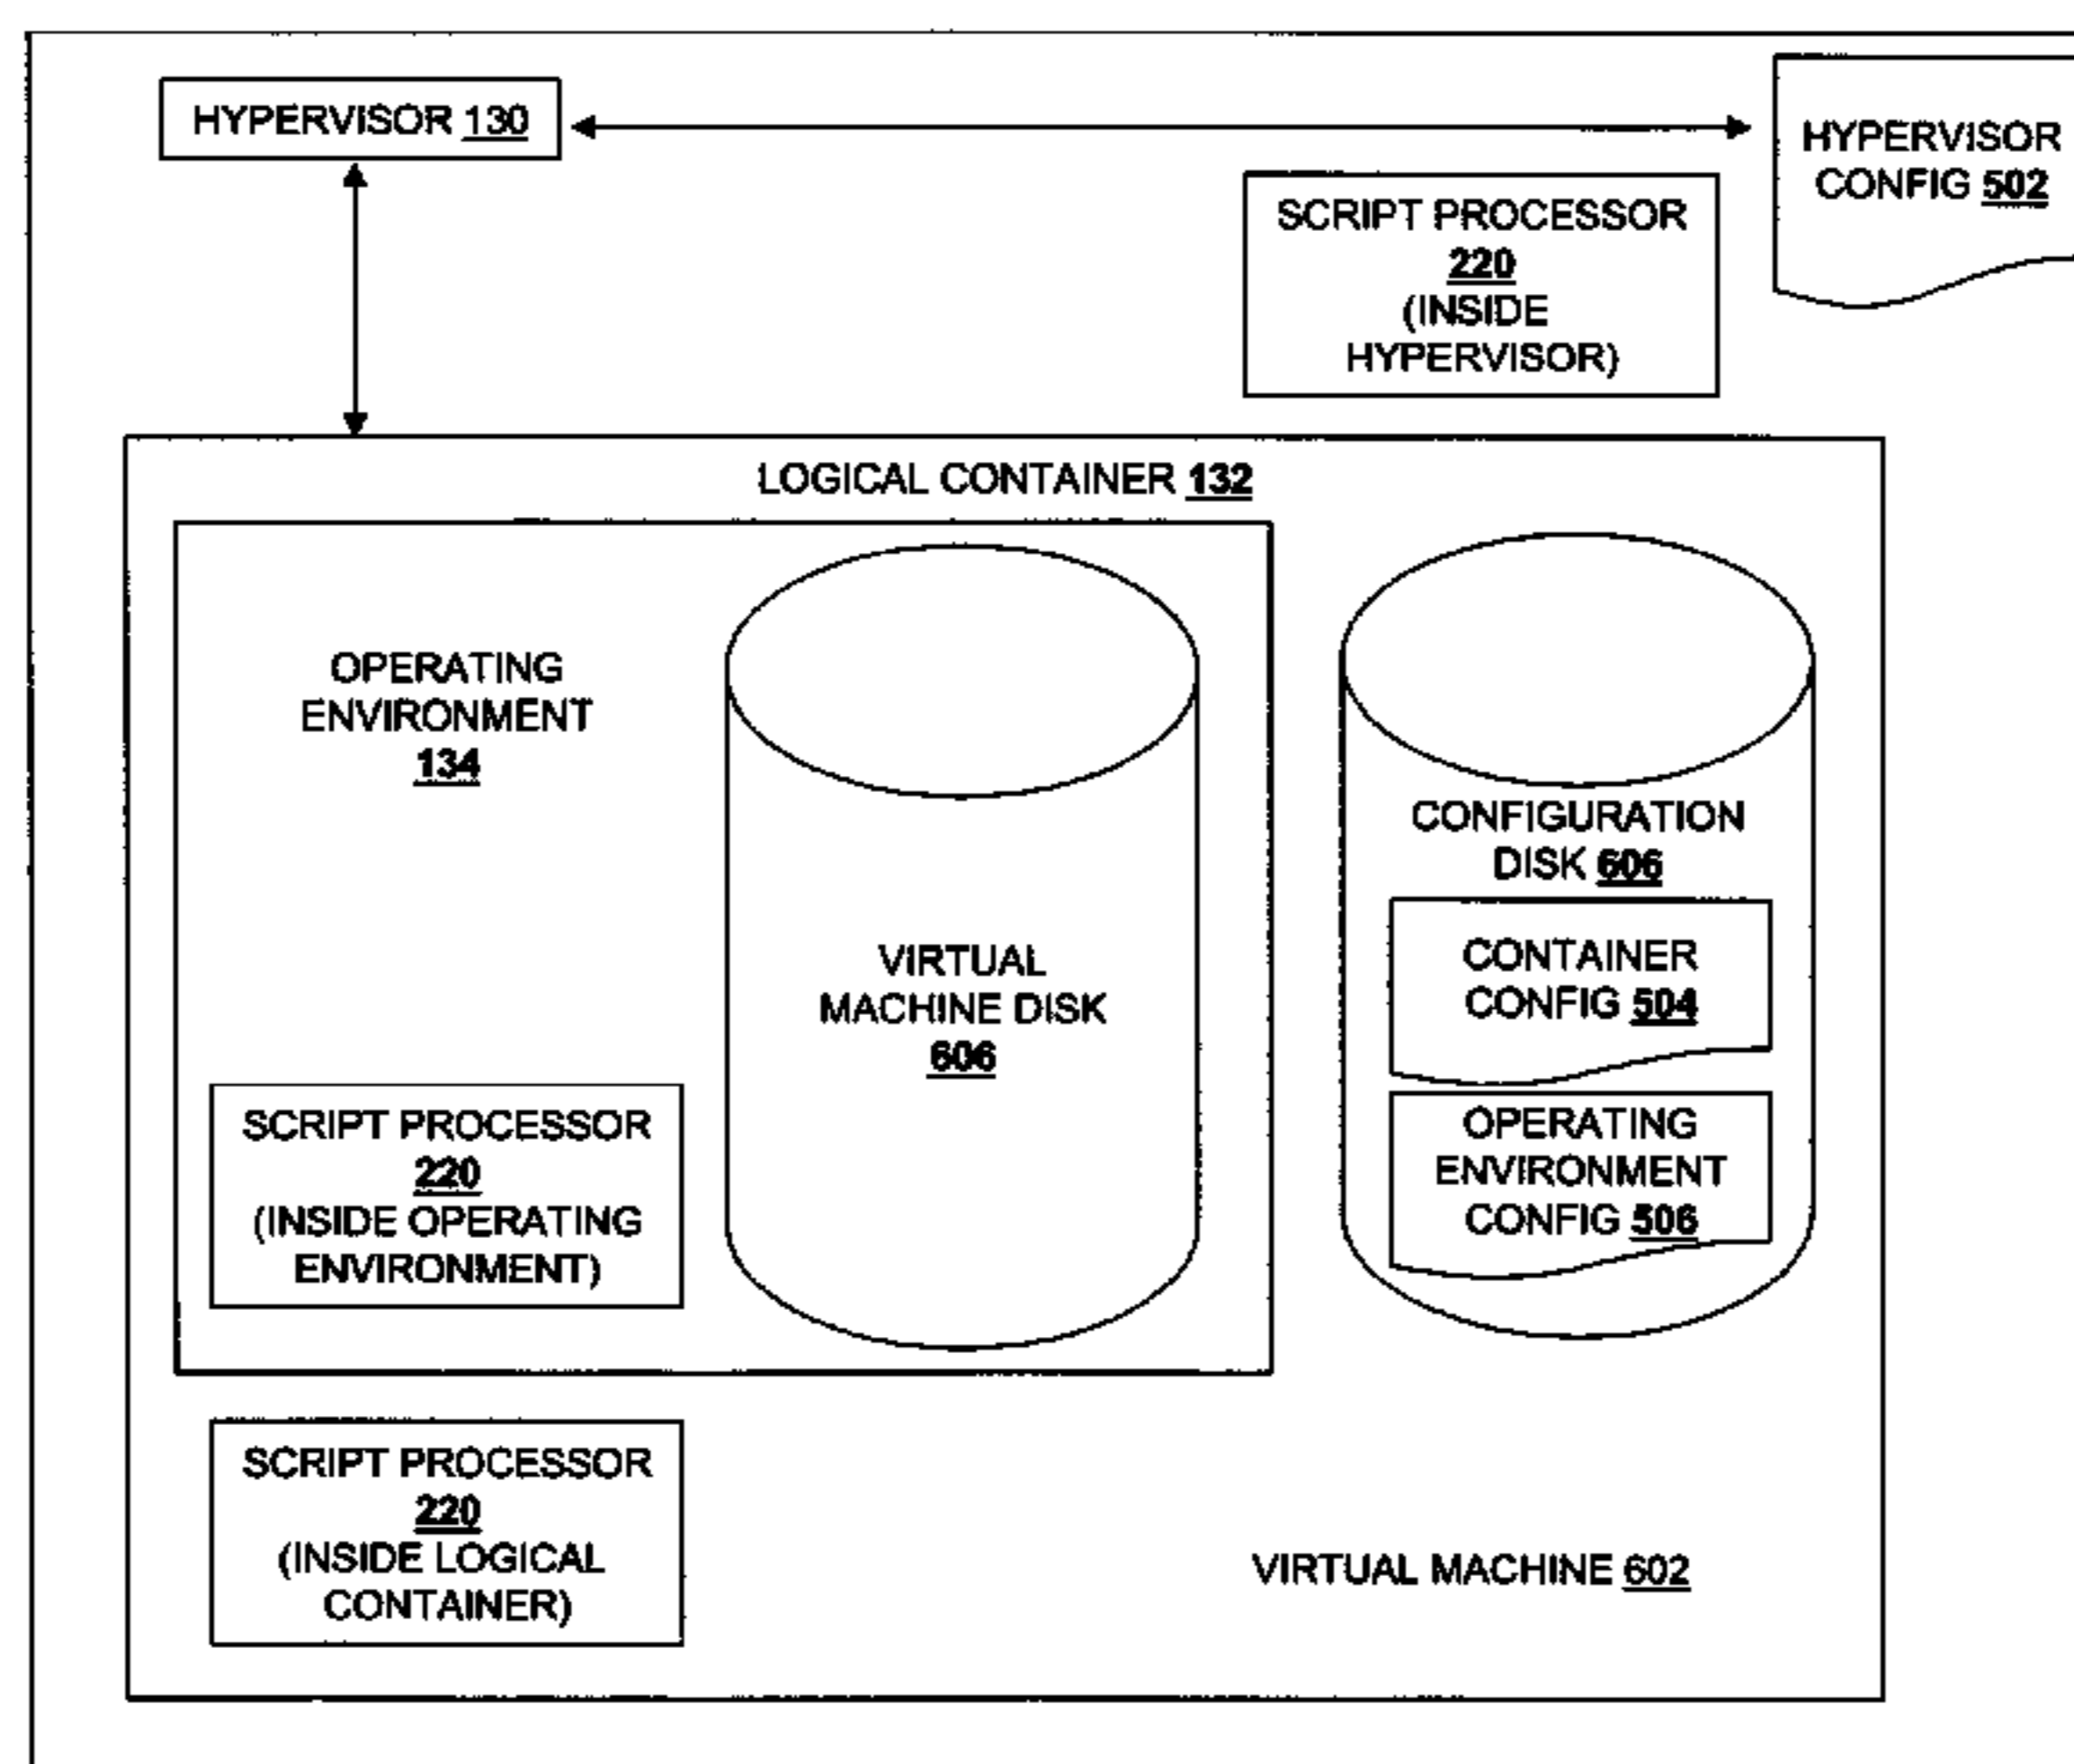 HYPERVISOR 130
HYPERVISOR
CONFIG 502
SCRIPT PROCESSOR
220
(INSIDE
HYPERVISOR)
LOGICAL CONTAINER 132
OPERATING
ENVIRONMENT
134
VIRTUAL
MACHINE DISK
606
CONFIGURATION
DISK 606
CONTAINER
CONFIG 504
OPERATING
ENVIRONMENT
CONFIG 506
SCRIPT PROCESSOR
220
(INSIDE OPERATING
ENVIRONMENT)
SCRIPT PROCESSOR
220
(INSIDE LOGICAL
CONTAINER)
VIRTUAL MACHINE 602